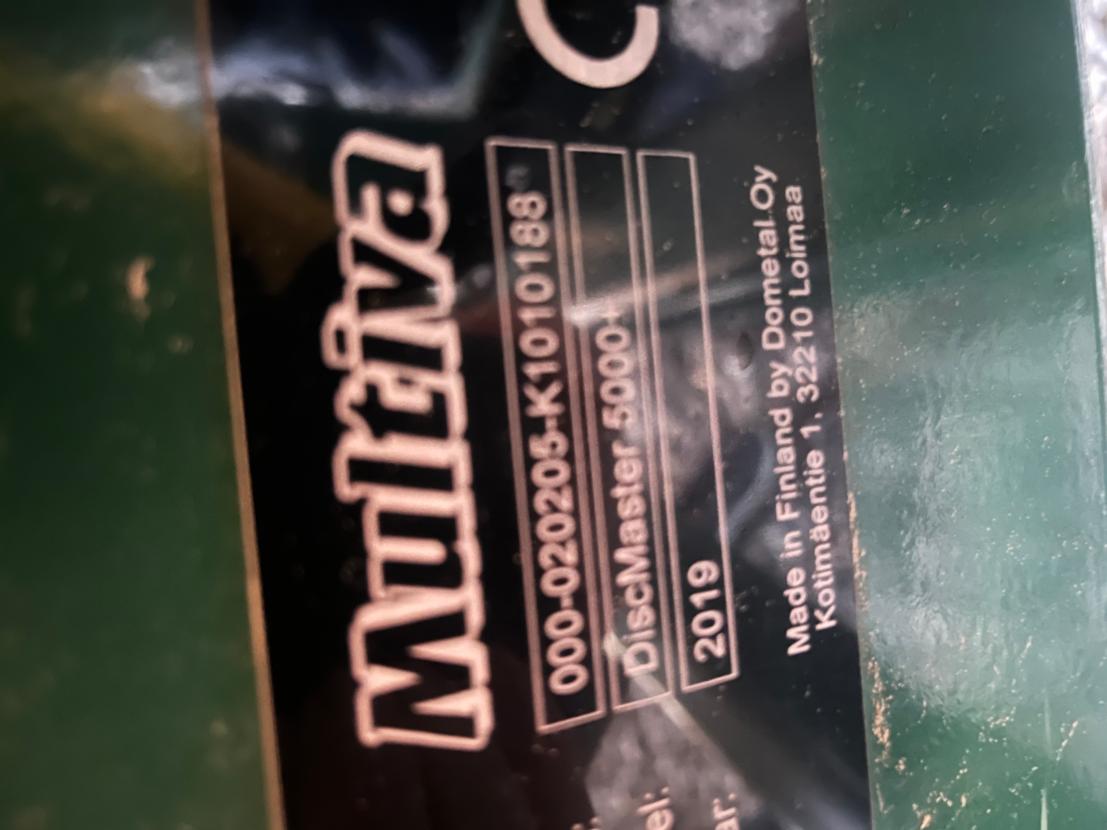 Multiva
000-020205-K1010188
DiscMaster 5000+
2019
Made in Finland by Dometal Oy
Kotimäentie 1, 32210 Loimaa